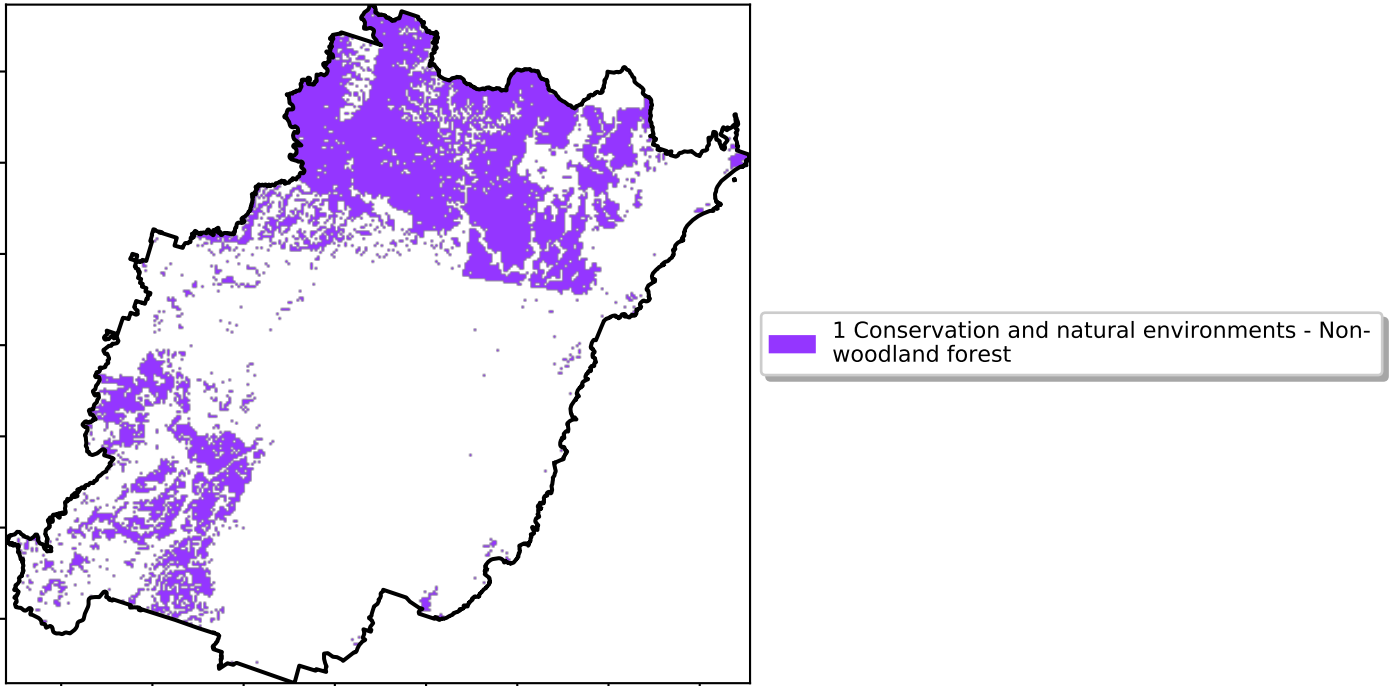 1 Conservation and natural environments - Non-
woodland forest